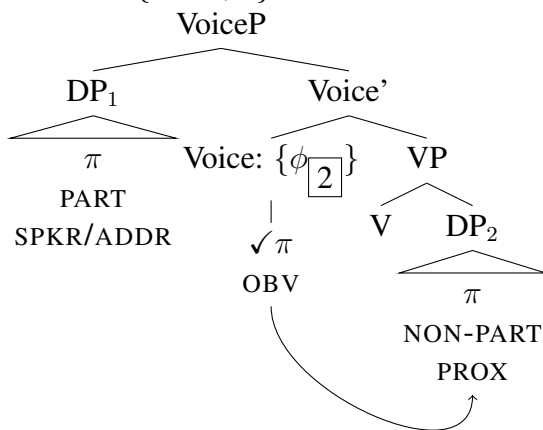 VoiceP
DP₁ Voice’
π Voice: {ϕ 2} VP
PART
SPKR/ADDR ✓π V DP₂
OBV π
NON-PART
PROX